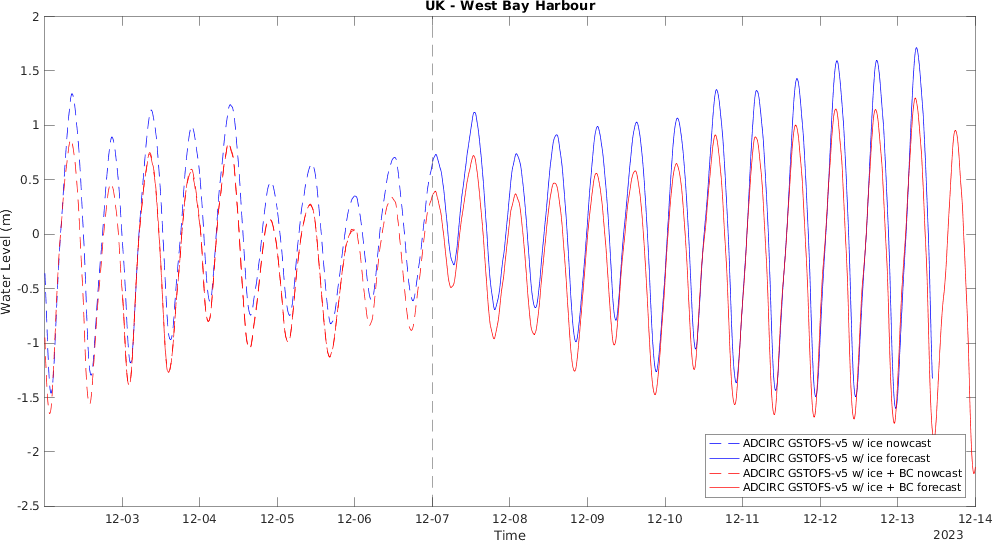 UK - West Bay Harbour
2
1.5
1
0.5
0
-0.5
-1
-1.5
-2
-2.5
Water Level (m)
ADCIRC GSTOFS-v5 w/ ice nowcast
ADCIRC GSTOFS-v5 w/ ice forecast
ADCIRC GSTOFS-v5 w/ ice + BC nowcast
ADCIRC GSTOFS-v5 w/ ice + BC forecast
12-03 12-04 12-05 12-06 12-07 12-08 12-09 12-10 12-11 12-12 12-13 12-14
Time
2023